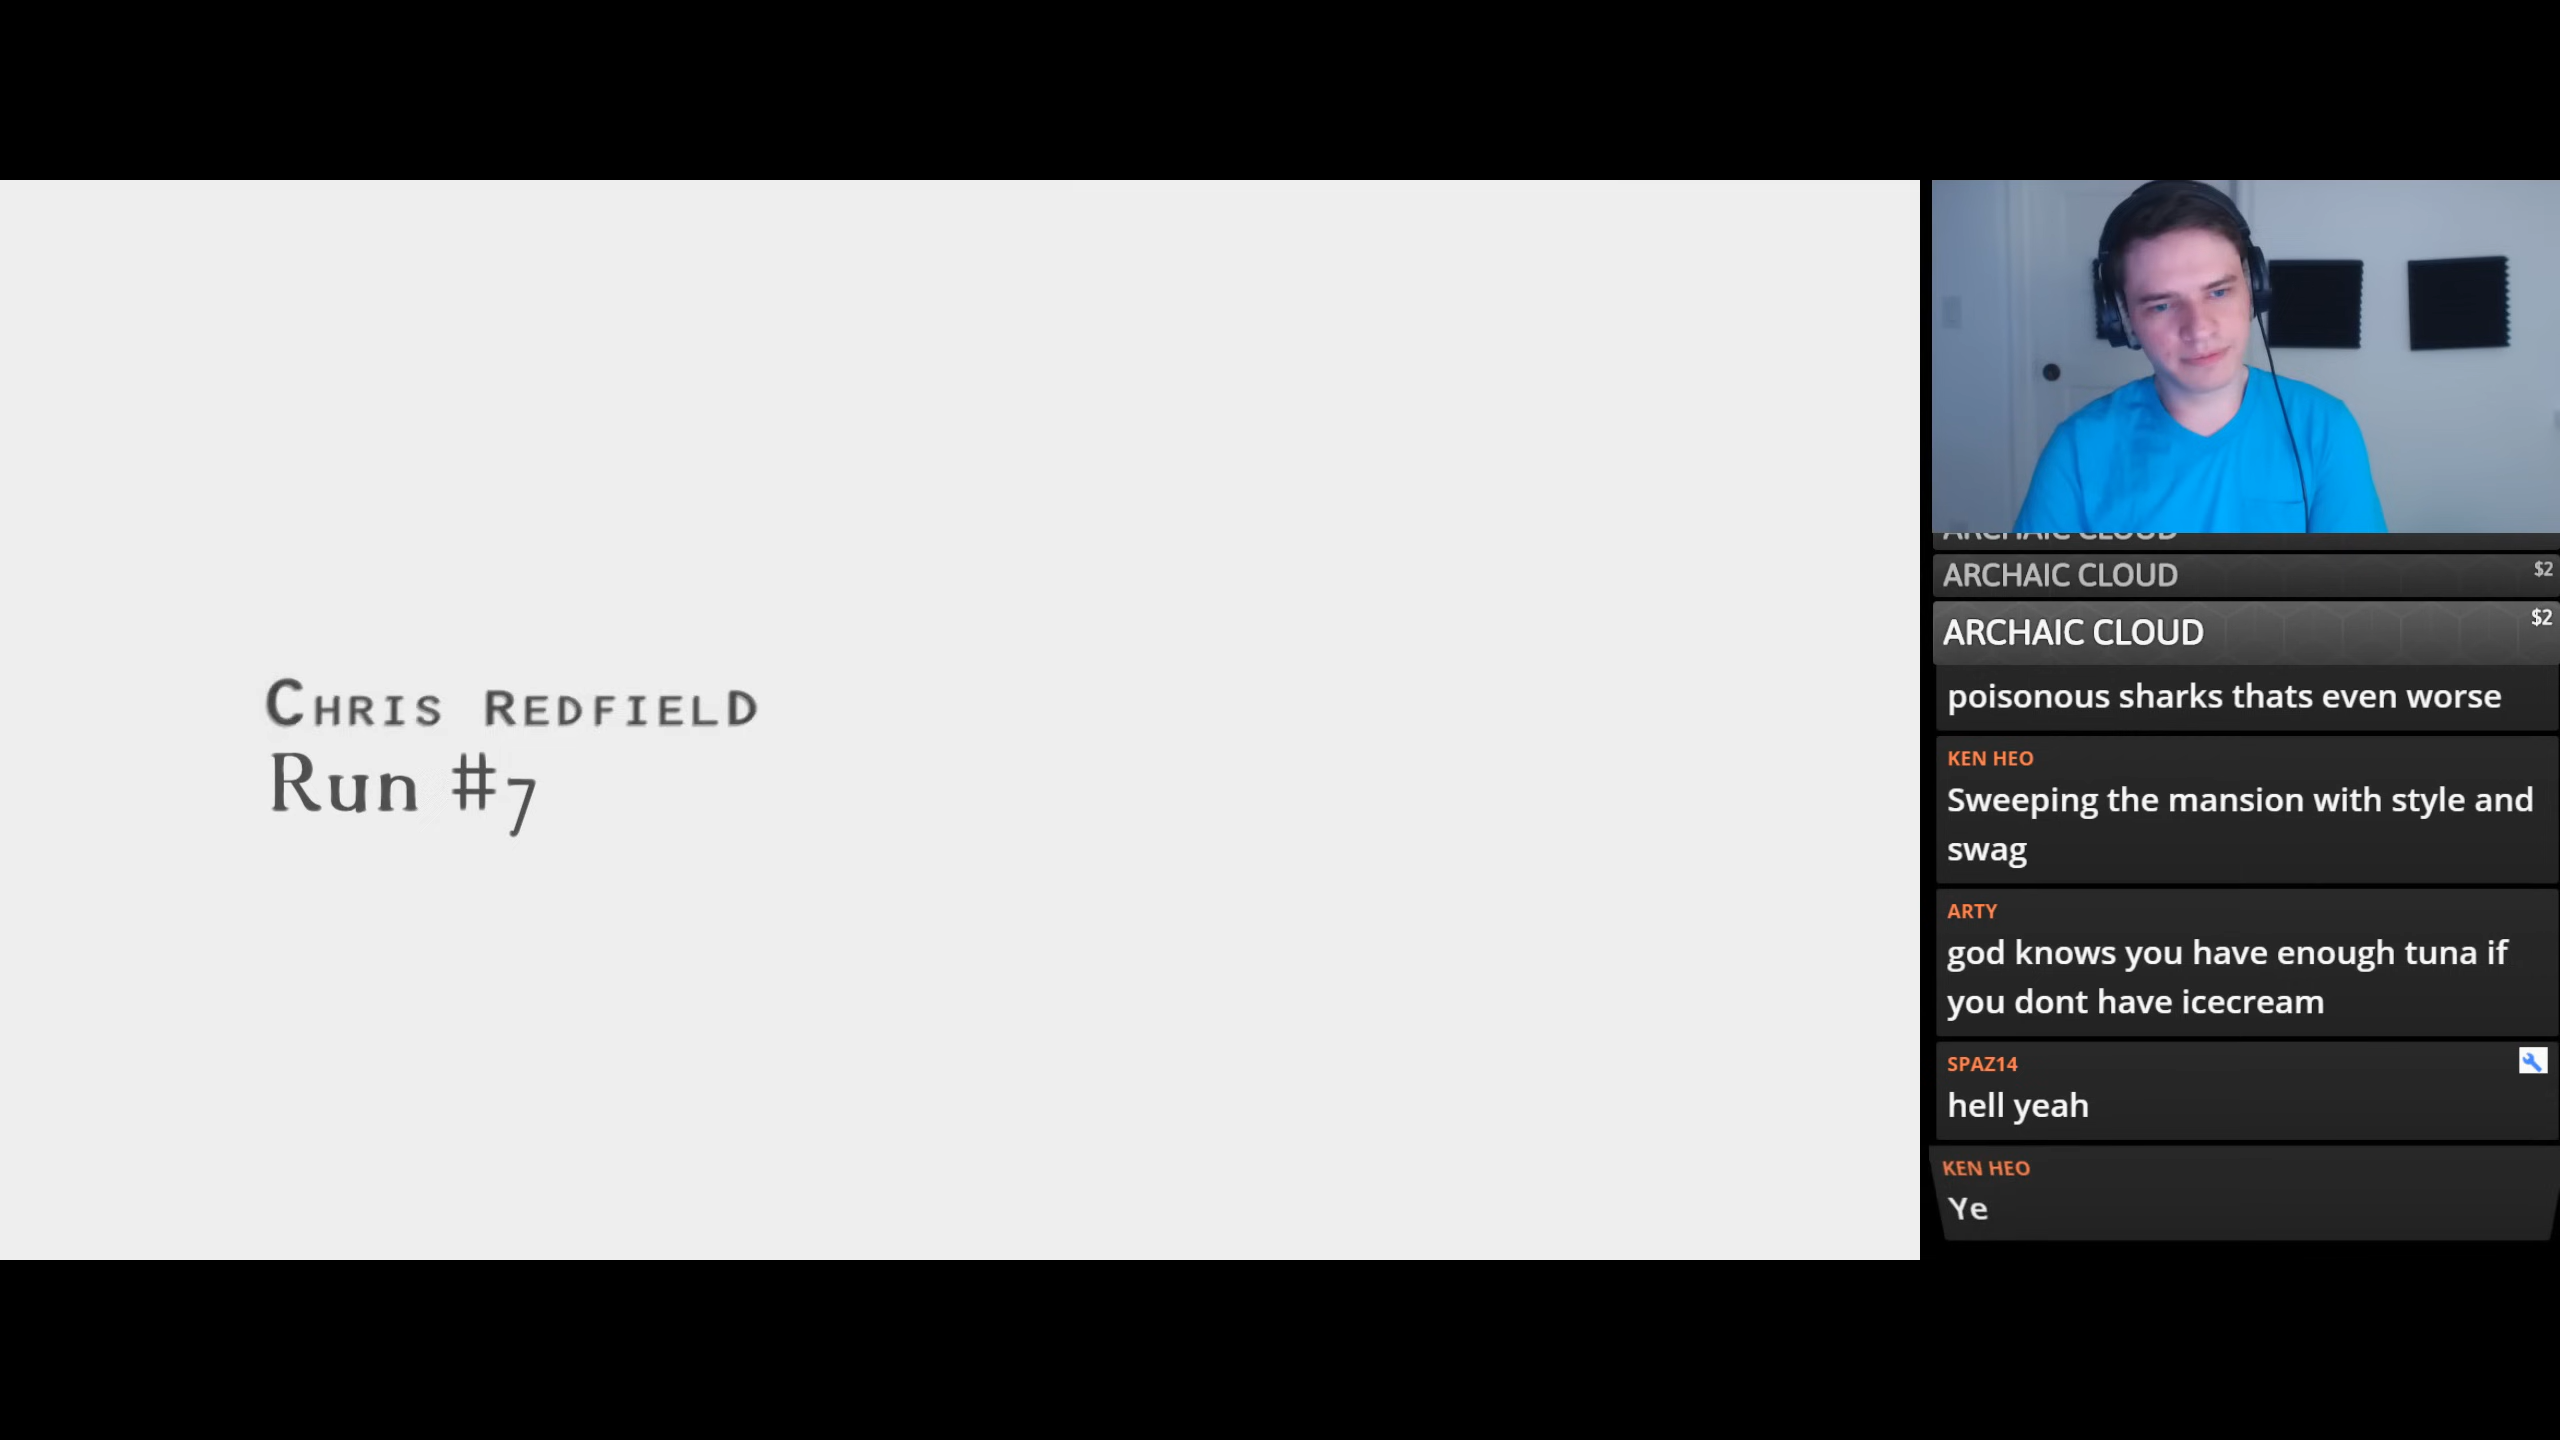 CHRIS REDFIELD
Run #7
ARCHAIC CLOUD
ARCHAIC CLOUD $2
ARCHAIC CLOUD $2
poisonous sharks thats even worse
KEN HEO
Sweeping the mansion with style and
swag
ARTY
god knows you have enough tuna if
you dont have icecream
SPAZ14
hell yeah
KEN HEO
Ye